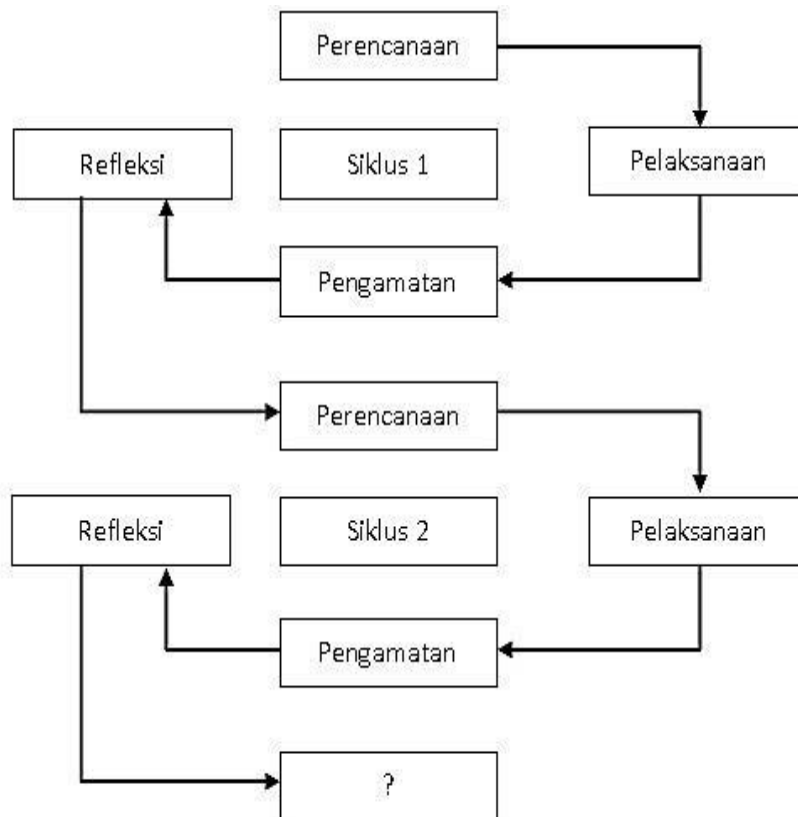 Perencanaan
Refleksi
Siklus 1
Pelaksanaan
Pengamatan
Perencanaan
Refleksi
Siklus 2
Pelaksanaan
Pengamatan
?